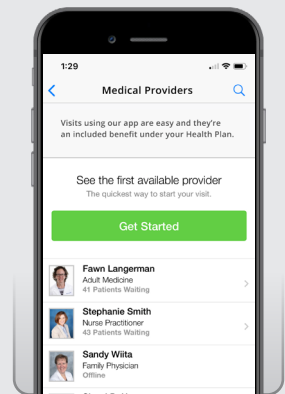 1:29
Medical Providers
Visits using our app are easy and they're
an included benefit under your Health Plan.
See the first available provider
The quickest way to start your visit.
Get Started
Fawn Langerman
Adult Medicine
41 Patients Waiting
Stephanie Smith
Nurse Practitioner
43 Patients Waiting
Sandy Wiita
Family Physician
Offline